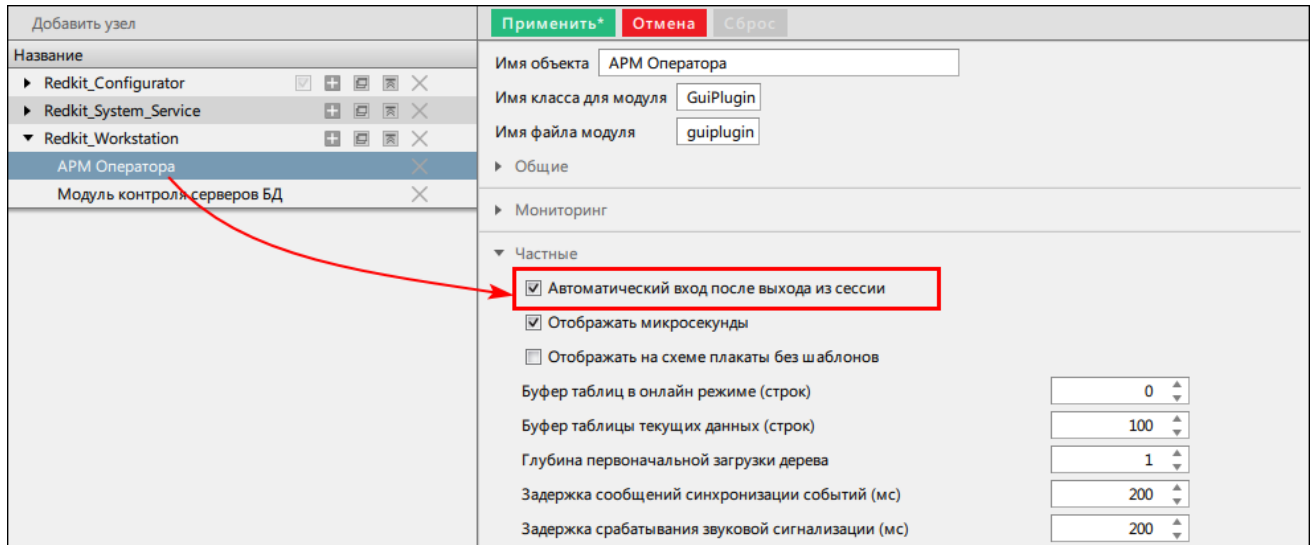 Добавить узел
Название
Redkit_Configurator
Redkit_System_Service
Redkit_Workstation
АРМ Оператора
Модуль контроля серверов БД
Применить* Отмена Сброс
Имя объекта АРМ Оператора
Имя класса для модуля GuiPlugin
Имя файла модуля guiplugin
Общие
Мониторинг
Частные
Автоматический вход после выхода из сессии
Отображать микросекунды
Отображать на схеме плакаты без шаблонов
Буфер таблиц в онлайн режиме (строк) 0
Буфер таблицы текущих данных (строк) 100
Глубина первоначальной загрузки дерева 1
Задержка сообщений синхронизации событий (мс) 200
Задержка срабатывания звуковой сигнализации (мс) 200